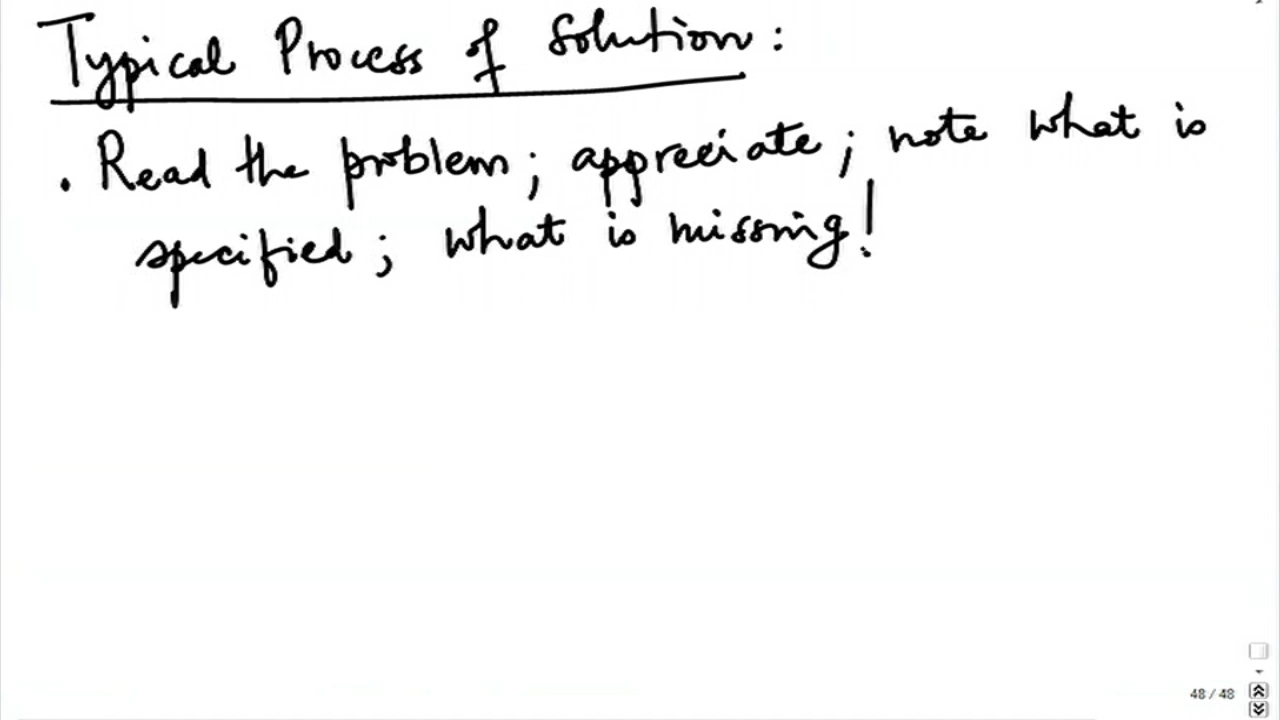 Typical Process of Solution:
. Read the problem; appreciate; note what is
specified; what is missing!
48 / 48